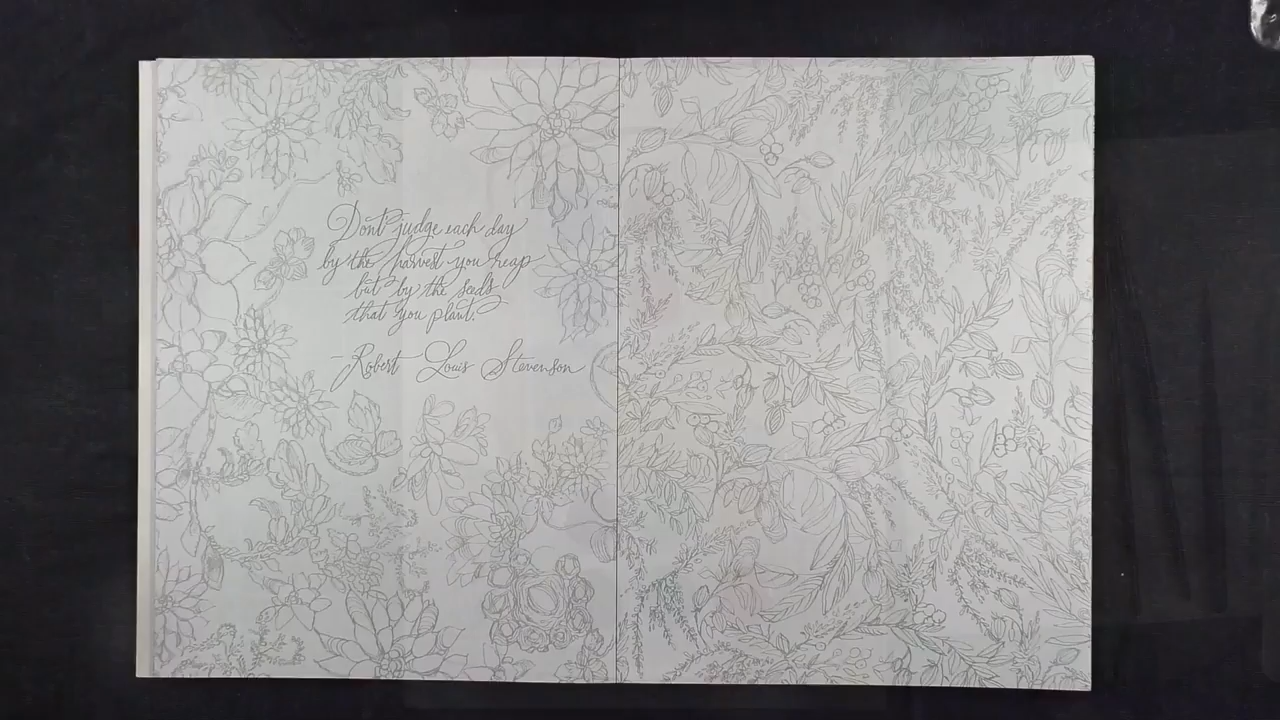 Don't judge each day
by the harvest you reap
but by the seeds
that you plant.
-Robert Louis Stevenson